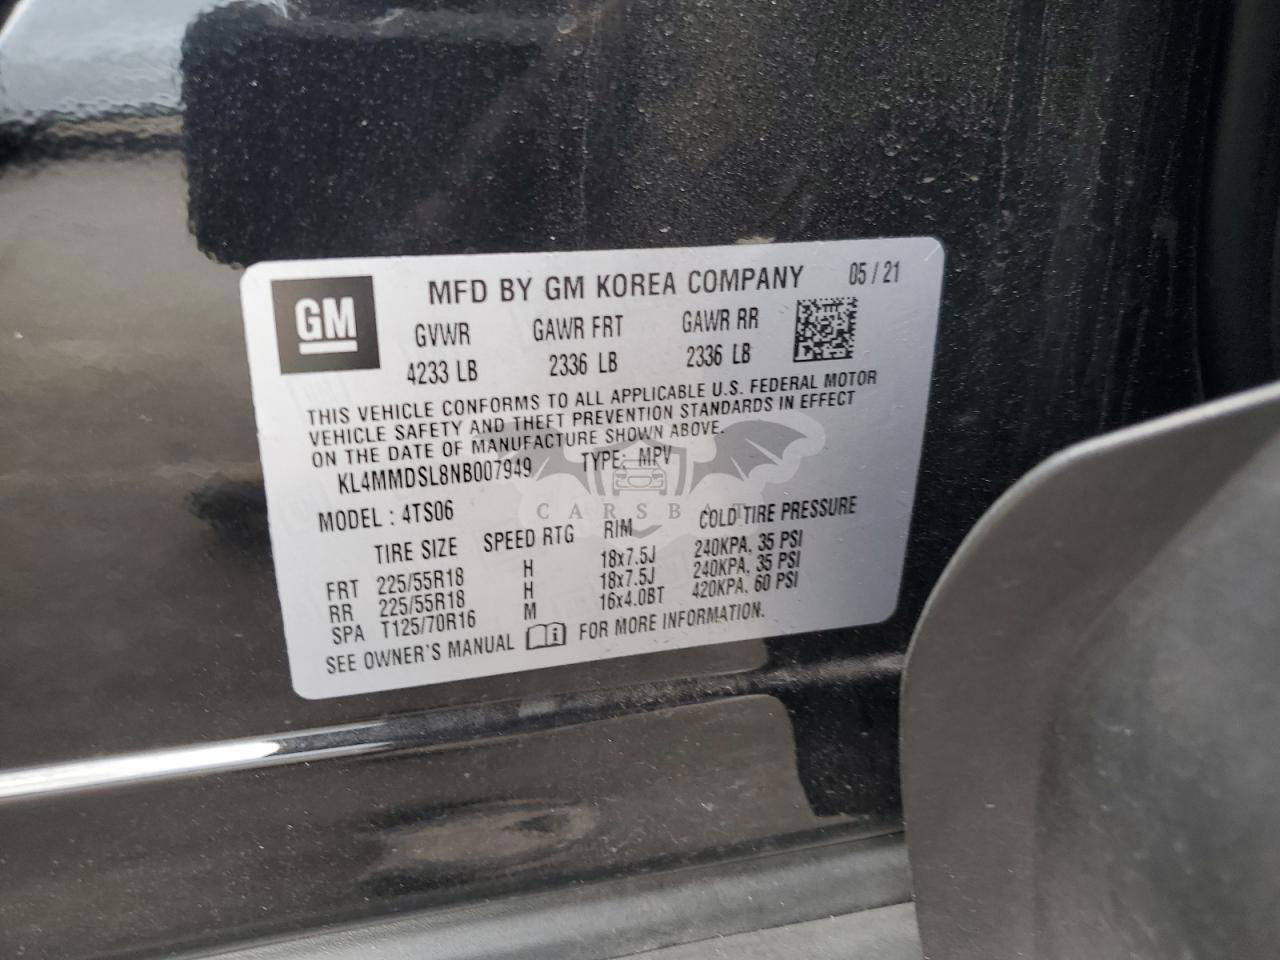 GM
MFD BY GM KOREA COMPANY 05 / 21
GVWR GAWR FRT GAWR RR
4233 LB 2336 LB 2336 LB
THIS VEHICLE CONFORMS TO ALL APPLICABLE U.S. FEDERAL MOTOR
VEHICLE SAFETY AND THEFT PREVENTION STANDARDS IN EFFECT
ON THE DATE OF MANUFACTURE SHOWN ABOVE.
KL4MMDSL8NB007949 TYPE: MPV
CARSBAT
MODEL : 4TS06
TIRE SIZE SPEED RTG RIM COLD TIRE PRESSURE
FRT 225/55R18 H 18x7.5J 240KPA, 35 PSI
RR 225/55R18 H 18x7.5J 240KPA, 35 PSI
SPA T125/70R16 M 16x4.0BT 420KPA, 60 PSI
SEE OWNER'S MANUAL FOR MORE INFORMATION.